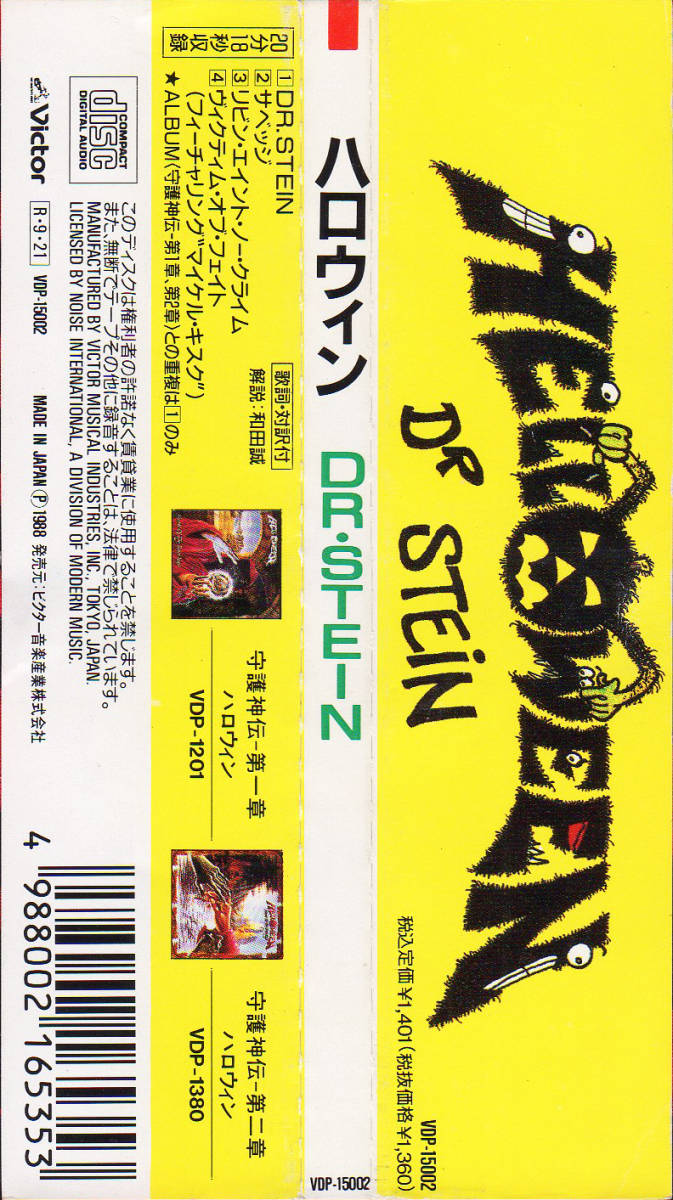 HELLOWEEN
DR STEIN
税込定価¥1,401(税抜価格¥1,360)
VDP-15002
ハロウィン DR・STEIN
VDP-15002
20分18秒収録
1 DR.STEIN
2 サベッジ
3 リビン・エイント・ノー・クライム
4 ヴィクティム・オブ・フェイト
(フィーチャリング"マイケル・キスク")
★ALBUM〈守護神伝-第1章、第2章〉との重複は1のみ
歌詞・対訳付
解説:和田誠
守護神伝-第一章
ハロウィン
VDP-1201
守護神伝-第二章
ハロウィン
VDP-1380
COMPACT
disc
DIGITAL AUDIO
このディスクは権利者の許諾なく賃貸業に使用することを禁じます。
また、無断でテープその他に録音することは、法律で禁じられています。
MANUFACTURED BY VICTOR MUSICAL INDUSTRIES, INC., TOKYO, JAPAN.
LICENSED BY NOISE INTERNATIONAL, A DIVISION OF MODERN MUSIC.
Victor
R・9・21 VDP-15002 MADE IN JAPAN Ⓟ1988 発売元:ビクター音楽産業株式会社
4 988002 165353